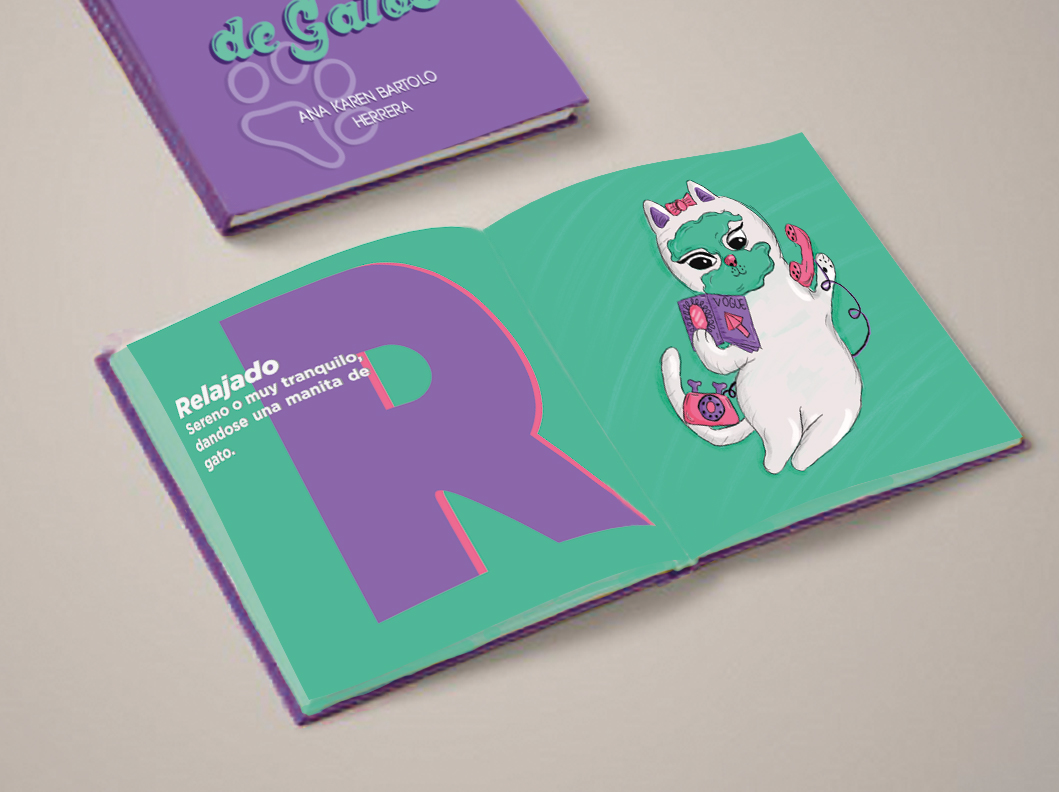 de Gatos
ANA KAREN BARTOLO
HERRERA
R
Relajado
Sereno o muy tranquilo,
dandose una manita de
gato.
VOGUE